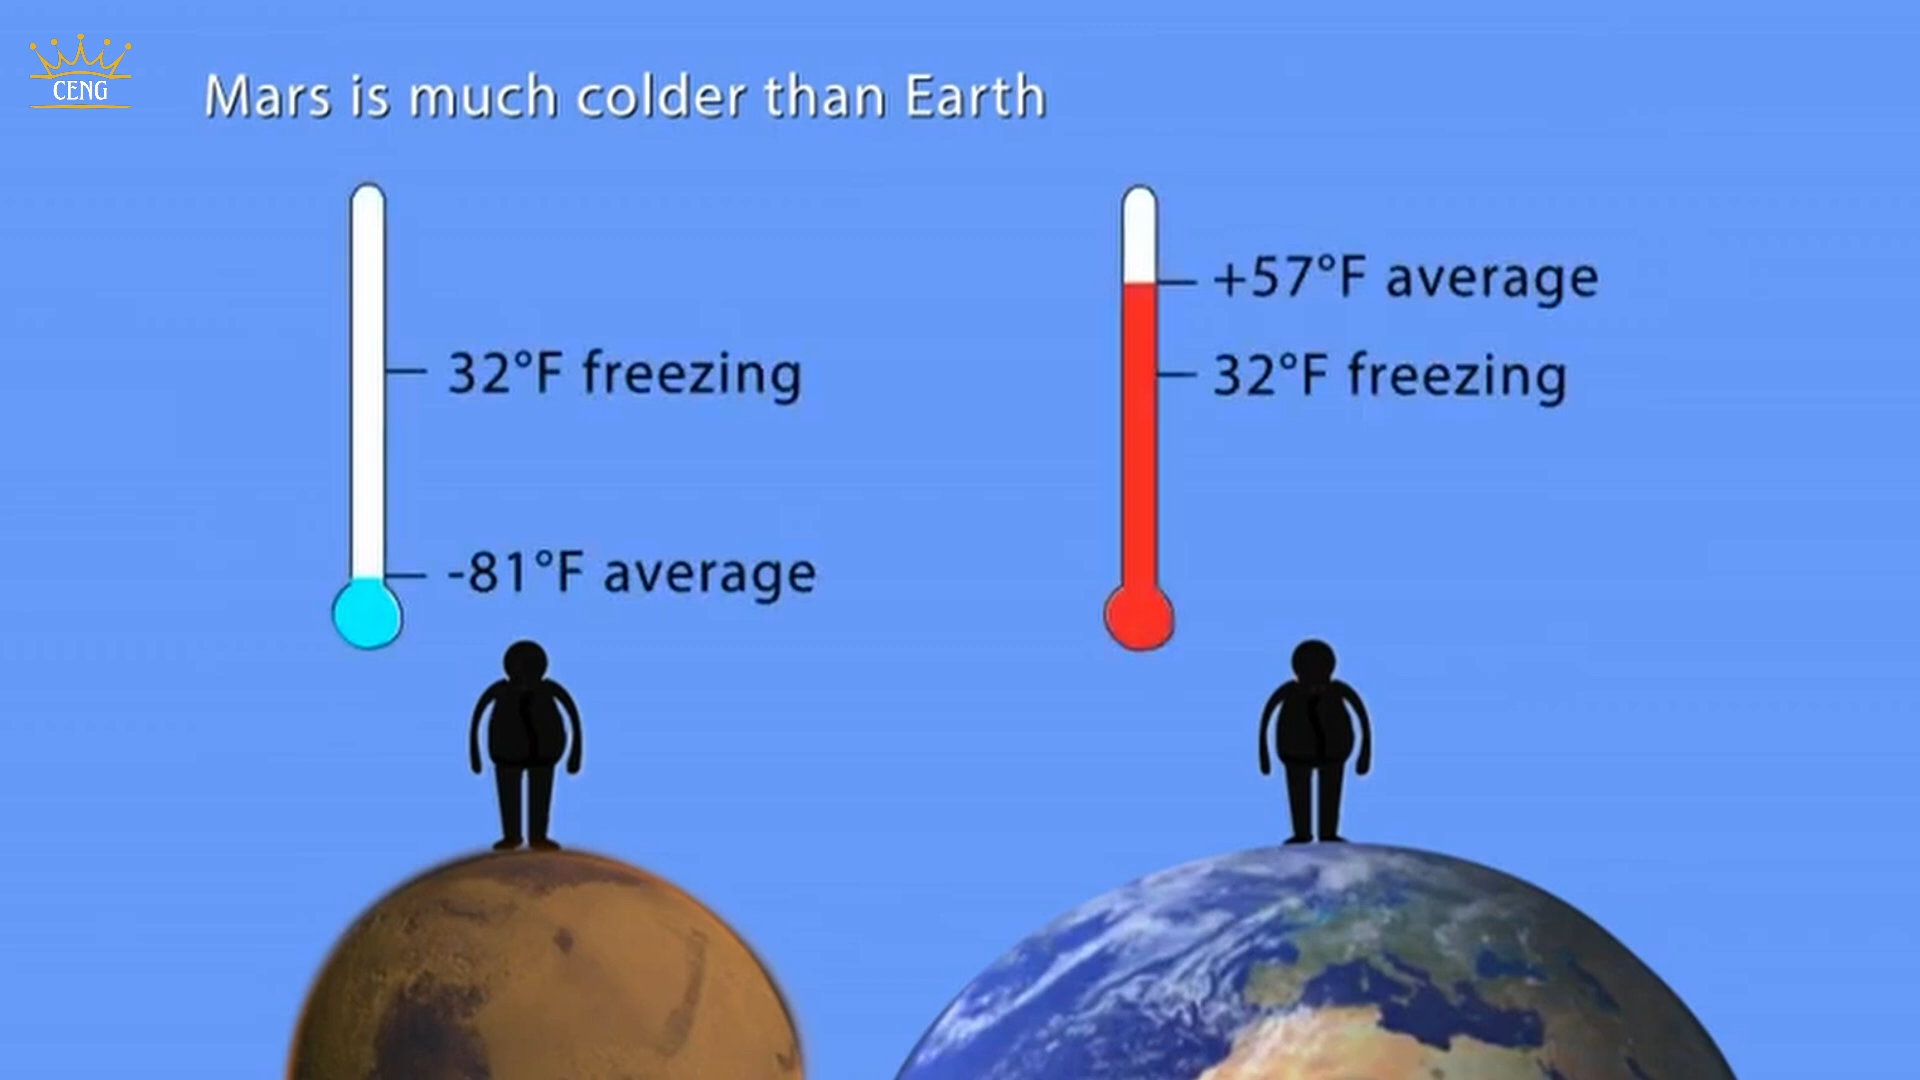 CENG
Mars is much colder than Earth
+57°F average
32°F freezing
32°F freezing
-81°F average